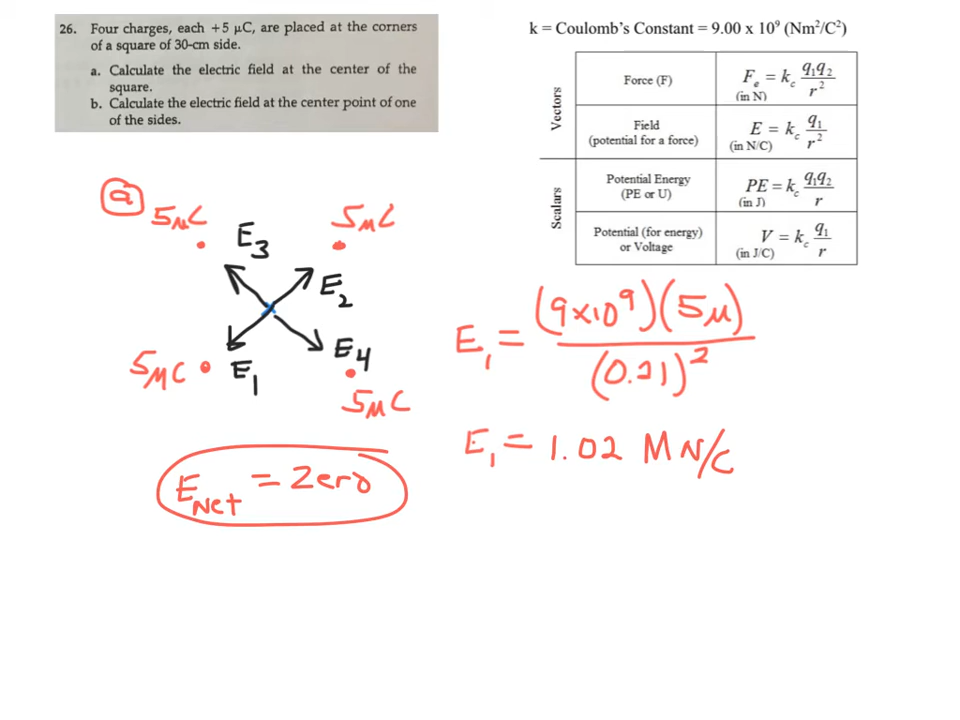 26. Four charges, each +5 μC, are placed at the corners
of a square of 30-cm side.
a. Calculate the electric field at the center of the
square.
b. Calculate the electric field at the center point of one
of the sides.
k = Coulomb's Constant = 9.00 x 10⁹ (Nm²/C²)
Vectors
Force (F)
Fₑ = k꜀ q₁q₂/r²
(in N)
Field
(potential for a force)
E = k꜀ q₁/r²
(in N/C)
Scalars
Potential Energy
(PE or U)
PE = k꜀ q₁q₂/r
(in J)
Potential (for energy)
or Voltage
V = k꜀ q₁/r
(in J/C)
a
5μC
5μC
E₃
E₂
5μC
E₁
E₄
5μC
E_Net = Zero
E₁ = (9x10⁹)(5μ)/(0.21)²
E₁ = 1.02 M N/C